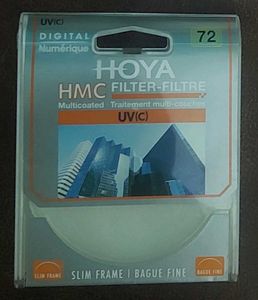 UV(C)
DIGITAL
Numérique
72
HOYA
HMC FILTER-FILTRE
Multicoated Traitement multi-couches
UV(C)
SLIM FRAME
SLIM FRAME | BAGUE FINE
BAGUE FINE